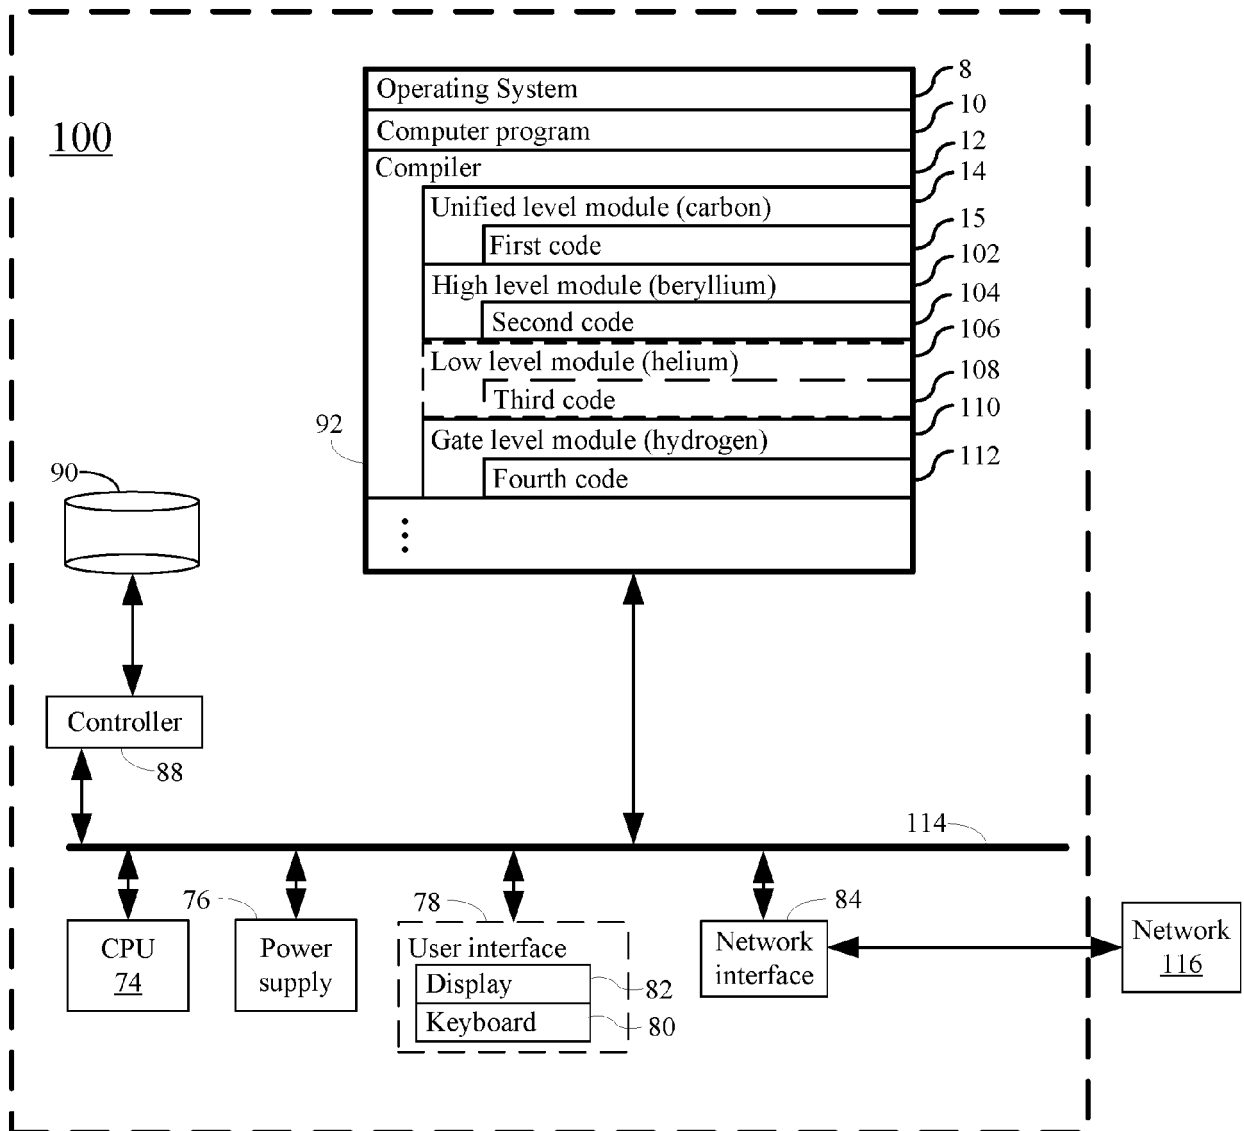 100
Operating System
8
Computer program
10
Compiler
12
Unified level module (carbon)
14
First code
15
High level module (beryllium)
102
Second code
104
Low level module (helium)
106
Third code
108
Gate level module (hydrogen)
110
Fourth code
112
92
90
Controller
88
114
CPU
74
76
Power
supply
78
User interface
Display
82
Keyboard
80
84
Network
interface
Network
116